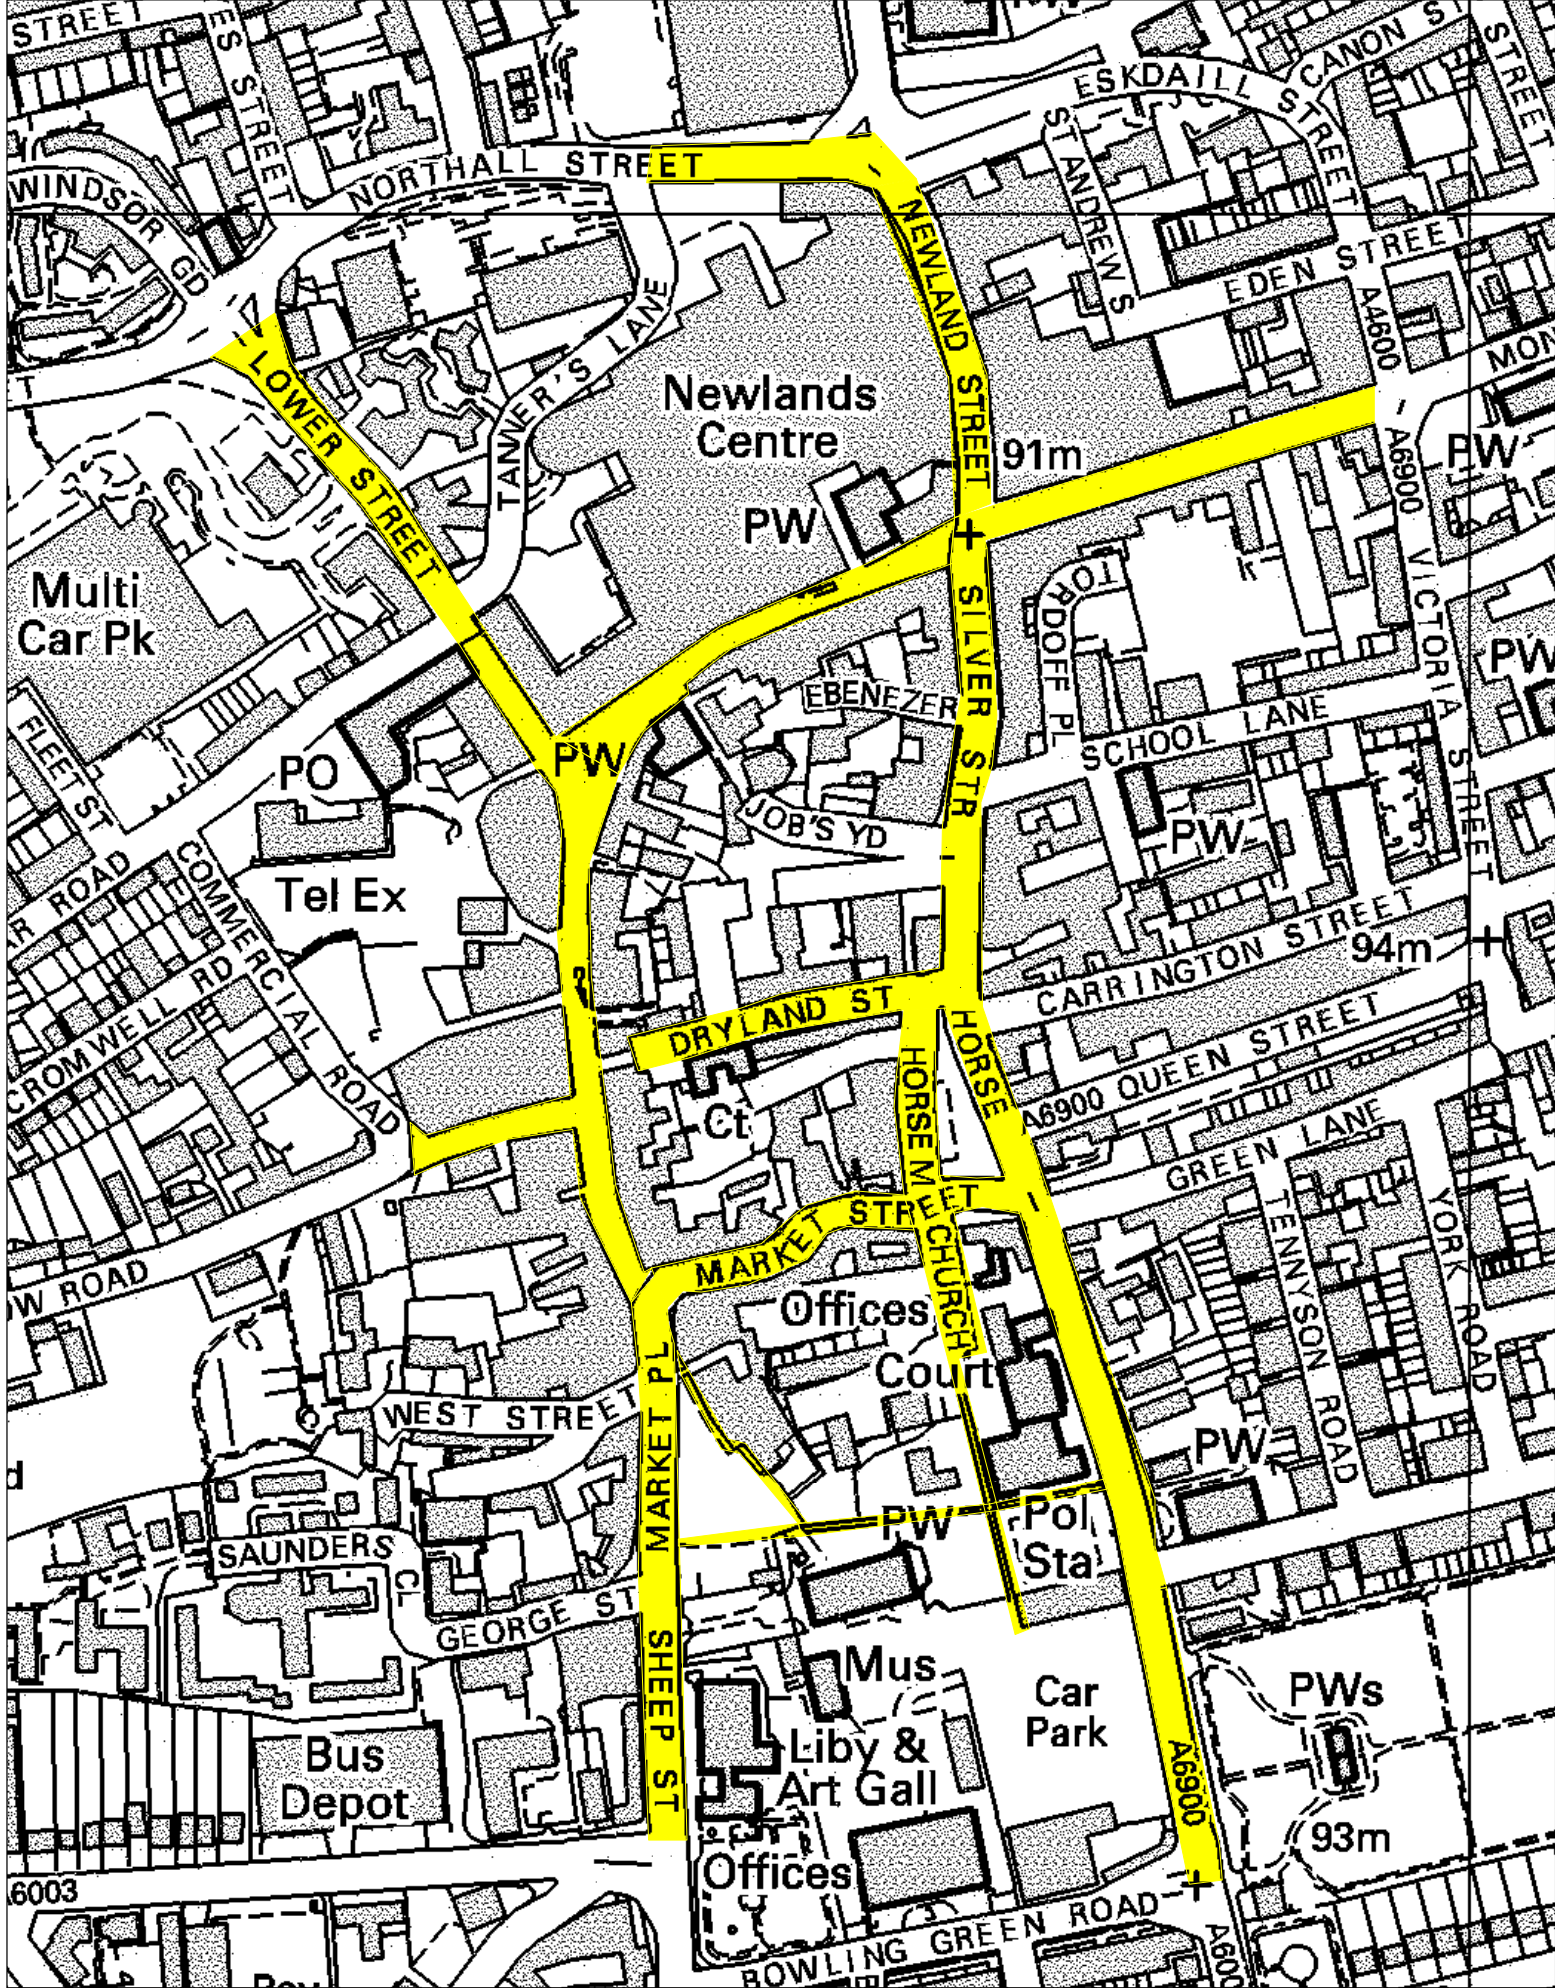 STREET
ES STREET
CANON S
STREET
ESKDAILL STREET
ST ANDREW S
NORTHALL STREET
WINDSOR GD
NEWLAND STREET
EDEN STREET
A4600
MON
LOWER STREET
TANNER'S LANE
Newlands
Centre
91m
PW
A6900
PW
Multi
Car Pk
TORDOFF PL
VICTORIA STREET
PW
SILVER STR
EBENEZER
SCHOOL LANE
FLEET ST
PO
PW
JOB'S YD
PW
Tel Ex
AR ROAD
COMMERCIAL ROAD
CROMWELL RD
CARRINGTON STREET
94m
DRYLAND ST
HORSE
HORSE M
A6900 QUEEN STREET
Ct
GREEN LANE
MARKET STREET
CHURCH
TENNYSON ROAD
YORK ROAD
OW ROAD
Offices
Court
MARKET PL
WEST STREET
PW
d
PW
Pol
Sta
SAUNDERS CL
GEORGE ST
SHEEP ST
Mus
Car
Park
PWs
Bus
Depot
Liby &
Art Gall
A6900
93m
Offices
6003
BOWLING GREEN ROAD
A600